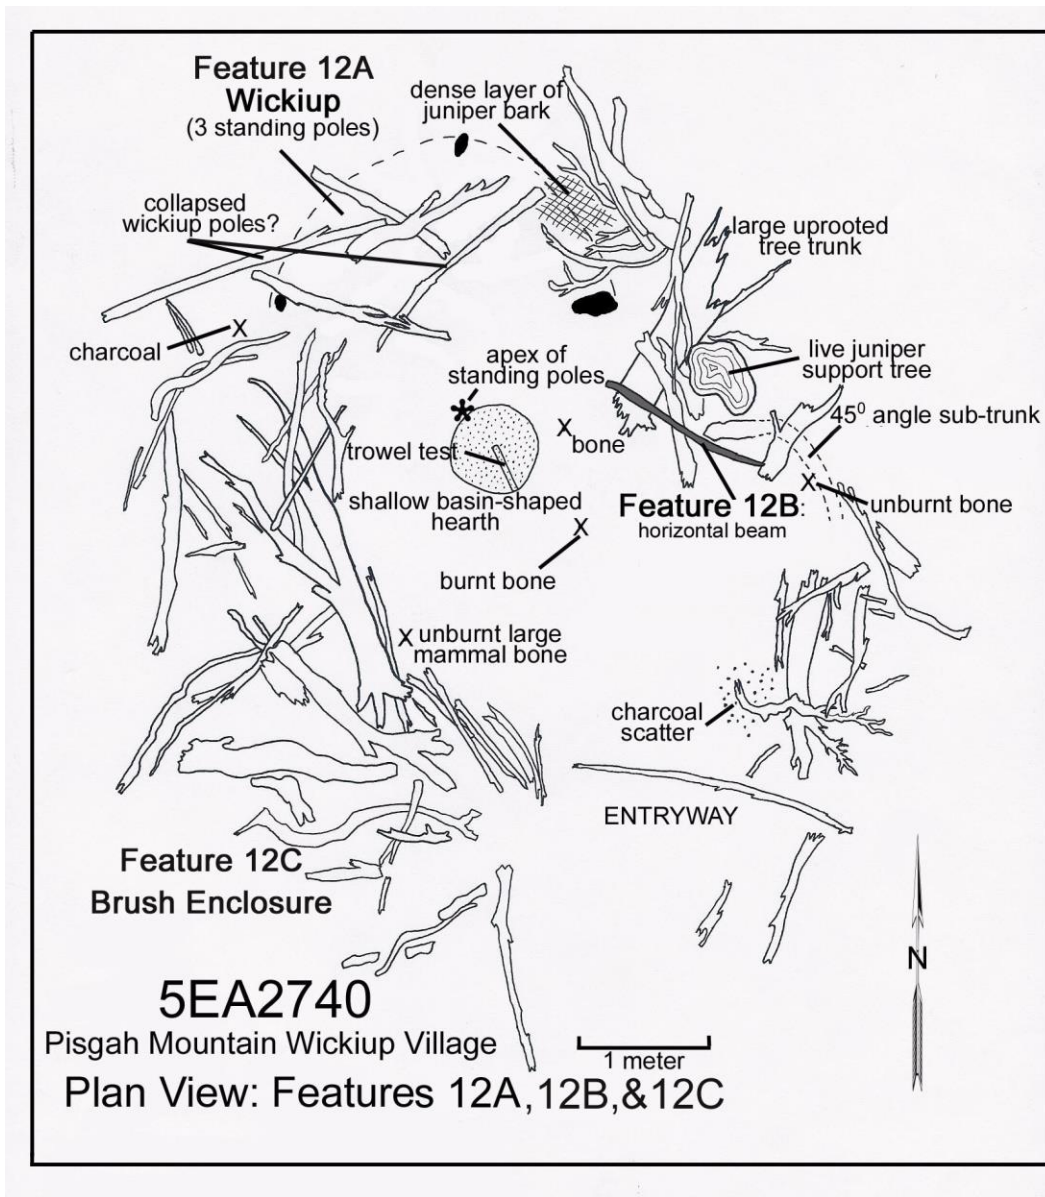 Feature 12A
Wickiup
(3 standing poles)
dense layer of
juniper bark
collapsed
wickiup poles?
large uprooted
tree trunk
charcoal
X
apex of
standing poles
live juniper
support tree
45⁰ angle sub-trunk
X
bone
trowel test
shallow basin-shaped
hearth
Feature 12B:
horizontal beam
X
unburnt bone
X
burnt bone
X unburnt large
mammal bone
charcoal
scatter
ENTRYWAY
Feature 12C
Brush Enclosure
N
5EA2740
Pisgah Mountain Wickiup Village
1 meter
Plan View: Features 12A,12B,&12C